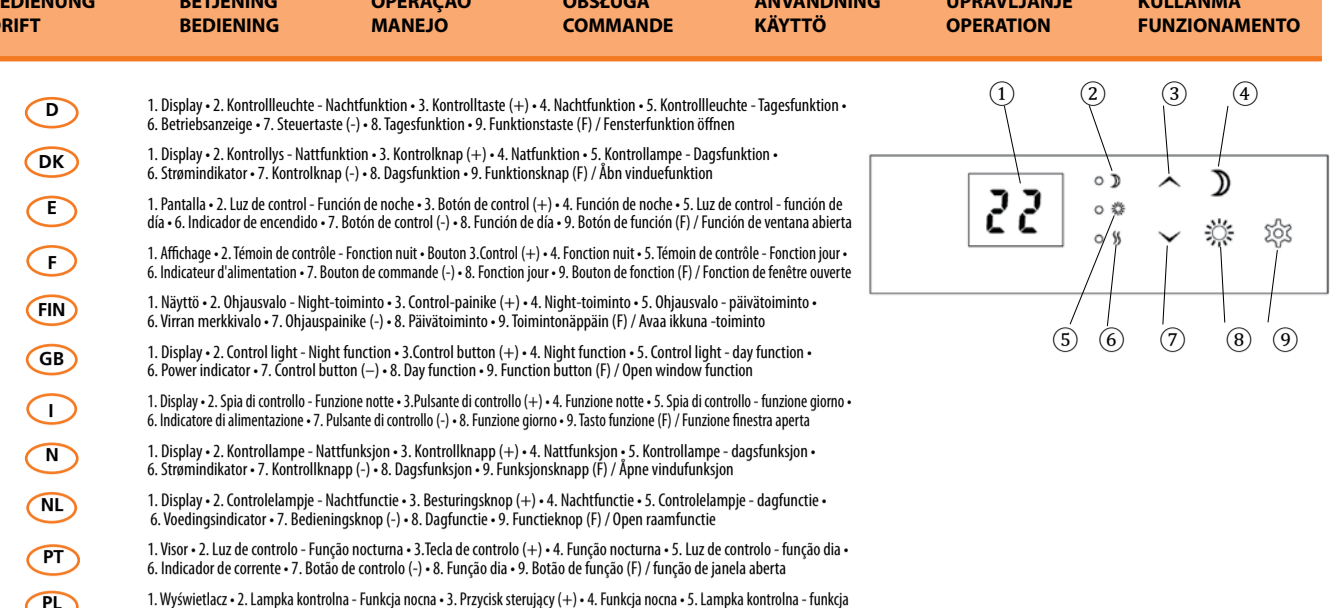 BEDIENUNG BETJENING OPERAÇÃO OBSŁUGA ANVÄNDNING UPRAVLJANJE KULLANMA
DRIFT BEDIENING MANEJO COMMANDE KÄYTTÖ OPERATION FUNZIONAMENTO
D
1. Display • 2. Kontrollleuchte - Nachtfunktion • 3. Kontrolltaste (+) • 4. Nachtfunktion • 5. Kontrollleuchte - Tagesfunktion •
6. Betriebsanzeige • 7. Steuertaste (-) • 8. Tagesfunktion • 9. Funktionstaste (F) / Fensterfunktion öffnen
DK
1. Display • 2. Kontrollys - Nattfunktion • 3. Kontrolknap (+) • 4. Natfunktion • 5. Kontrollampe - Dagsfunktion •
6. Strømindikator • 7. Kontrolknap (-) • 8. Dagsfunktion • 9. Funktionsknap (F) / Åbn vinduefunktion
E
1. Pantalla • 2. Luz de control - Función de noche • 3. Botón de control (+) • 4. Función de noche • 5. Luz de control - función de
día • 6. Indicador de encendido • 7. Botón de control (-) • 8. Función de día • 9. Botón de función (F) / Función de ventana abierta
F
1. Affichage • 2. Témoin de contrôle - Fonction nuit • Bouton 3.Control (+) • 4. Fonction nuit • 5. Témoin de contrôle - Fonction jour •
6. Indicateur d'alimentation • 7. Bouton de commande (-) • 8. Fonction jour • 9. Bouton de fonction (F) / Fonction de fenêtre ouverte
FIN
1. Näyttö • 2. Ohjausvalo - Night-toiminto • 3. Control-painike (+) • 4. Night-toiminto • 5. Ohjausvalo - päivätoiminto •
6. Virran merkkivalo • 7. Ohjauspainike (-) • 8. Päivätoiminto • 9. Toimintonäppäin (F) / Avaa ikkuna -toiminto
GB
1. Display • 2. Control light - Night function • 3.Control button (+) • 4. Night function • 5. Control light - day function •
6. Power indicator • 7. Control button (–) • 8. Day function • 9. Function button (F) / Open window function
I
1. Display • 2. Spia di controllo - Funzione notte • 3.Pulsante di controllo (+) • 4. Funzione notte • 5. Spia di controllo - funzione giorno •
6. Indicatore di alimentazione • 7. Pulsante di controllo (-) • 8. Funzione giorno • 9. Tasto funzione (F) / Funzione finestra aperta
N
1. Display • 2. Kontrollampe - Nattfunksjon • 3. Kontrollknapp (+) • 4. Nattfunksjon • 5. Kontrollampe - dagsfunksjon •
6. Strømindikator • 7. Kontrollknapp (-) • 8. Dagsfunksjon • 9. Funksjonsknapp (F) / Åpne vindufunksjon
NL
1. Display • 2. Controlelampje - Nachtfunctie • 3. Besturingsknop (+) • 4. Nachtfunctie • 5. Controlelampje - dagfunctie •
6. Voedingsindicator • 7. Bedieningsknop (-) • 8. Dagfunctie • 9. Functieknop (F) / Open raamfunctie
PT
1. Visor • 2. Luz de controlo - Função nocturna • 3.Tecla de controlo (+) • 4. Função nocturna • 5. Luz de controlo - função dia •
6. Indicador de corrente • 7. Botão de controlo (-) • 8. Função dia • 9. Botão de função (F) / função de janela aberta
PL
1. Wyświetlacz • 2. Lampka kontrolna - Funkcja nocna • 3. Przycisk sterujący (+) • 4. Funkcja nocna • 5. Lampka kontrolna - funkcja
① ② ③ ④
22
⑤ ⑥ ⑦ ⑧ ⑨